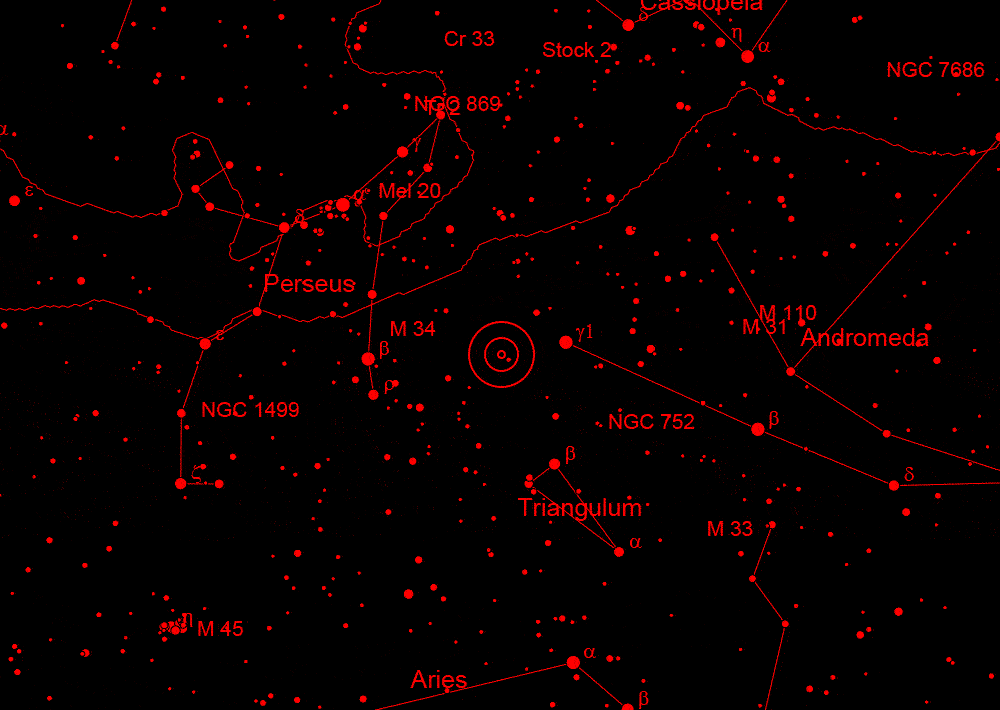 Cassiopeia
δ
Cr 33
η
α
Stock 2
NGC 7686
NGC 869
α
γ
ε
Mel 20
α
δ
Perseus
M 110
M 34
γ1
M 31
Andromeda
ε
β
ρ
NGC 1499
NGC 752
β
β
ζ
δ
Triangulum
M 33
α
η
M 45
α
Aries
β